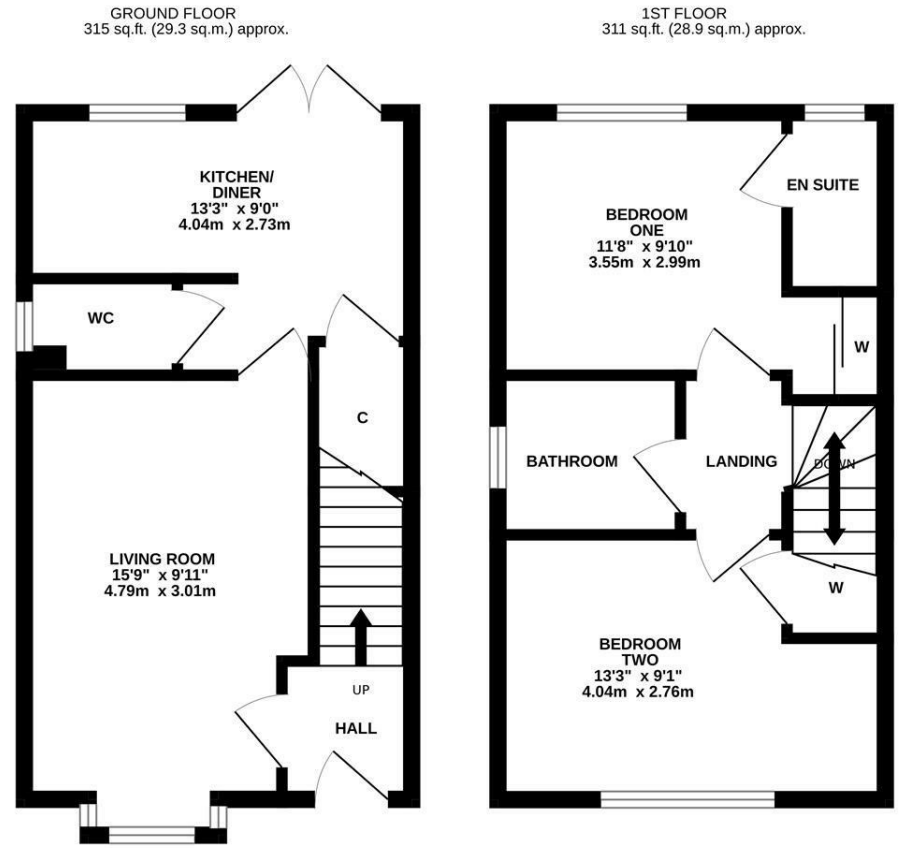 GROUND FLOOR
315 sq.ft. (29.3 sq.m.) approx.
KITCHEN/
DINER
13'3" x 9'0"
4.04m x 2.73m
WC
C
LIVING ROOM
15'9" x 9'11"
4.79m x 3.01m
UP
HALL
1ST FLOOR
311 sq.ft. (28.9 sq.m.) approx.
EN SUITE
BEDROOM
ONE
11'8" x 9'10"
3.55m x 2.99m
W
BATHROOM
LANDING
DOWN
W
BEDROOM
TWO
13'3" x 9'1"
4.04m x 2.76m